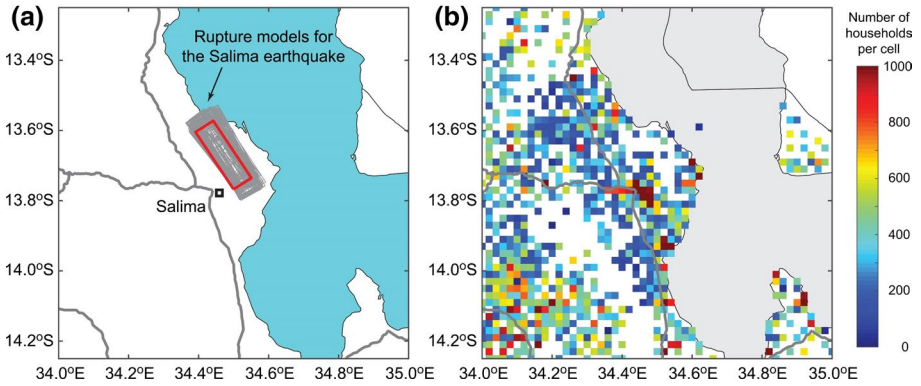 (a)
Rupture models for
the Salima earthquake
Salima
13.4°S
13.6°S
13.8°S
14.0°S
14.2°S
34.0°E 34.2°E 34.4°E 34.6°E 34.8°E 35.0°E
(b)
13.4°S
13.6°S
13.8°S
14.0°S
14.2°S
34.0°E 34.2°E 34.4°E 34.6°E 34.8°E 35.0°E
Number of
households
per cell
1000
800
600
400
200
0